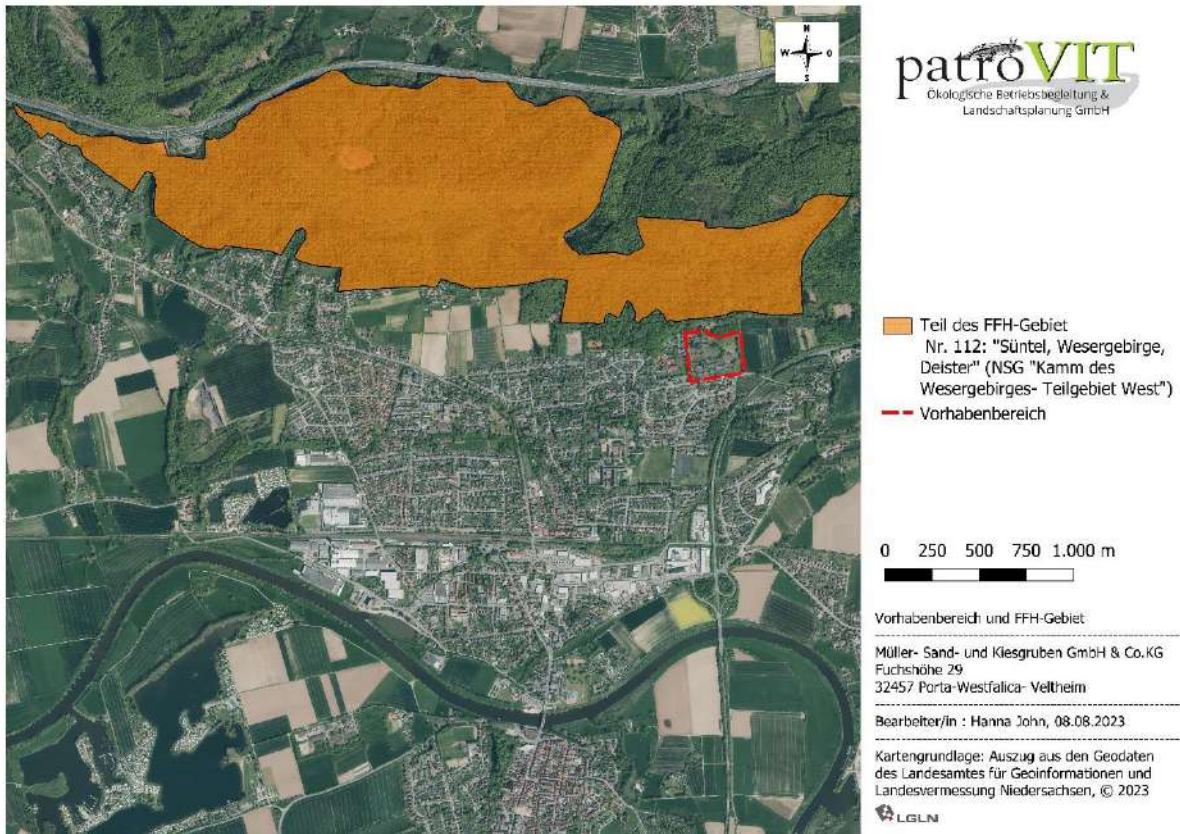 N
W O
S
patroVIT
Ökologische Betriebsbegleitung &
Landschaftsplanung GmbH
Teil des FFH-Gebiet
Nr. 112: "Süntel, Wesergebirge,
Deister" (NSG "Kamm des
Wesergebirges- Teilgebiet West")
Vorhabenbereich
0 250 500 750 1.000 m
Vorhabenbereich und FFH-Gebiet
Müller- Sand- und Kiesgruben GmbH & Co.KG
Fuchshöhe 29
32457 Porta-Westfalica- Veltheim
Bearbeiter/in : Hanna John, 08.08.2023
Kartengrundlage: Auszug aus den Geodaten
des Landesamtes für Geoinformationen und
Landesvermessung Niedersachsen, © 2023
LGLN